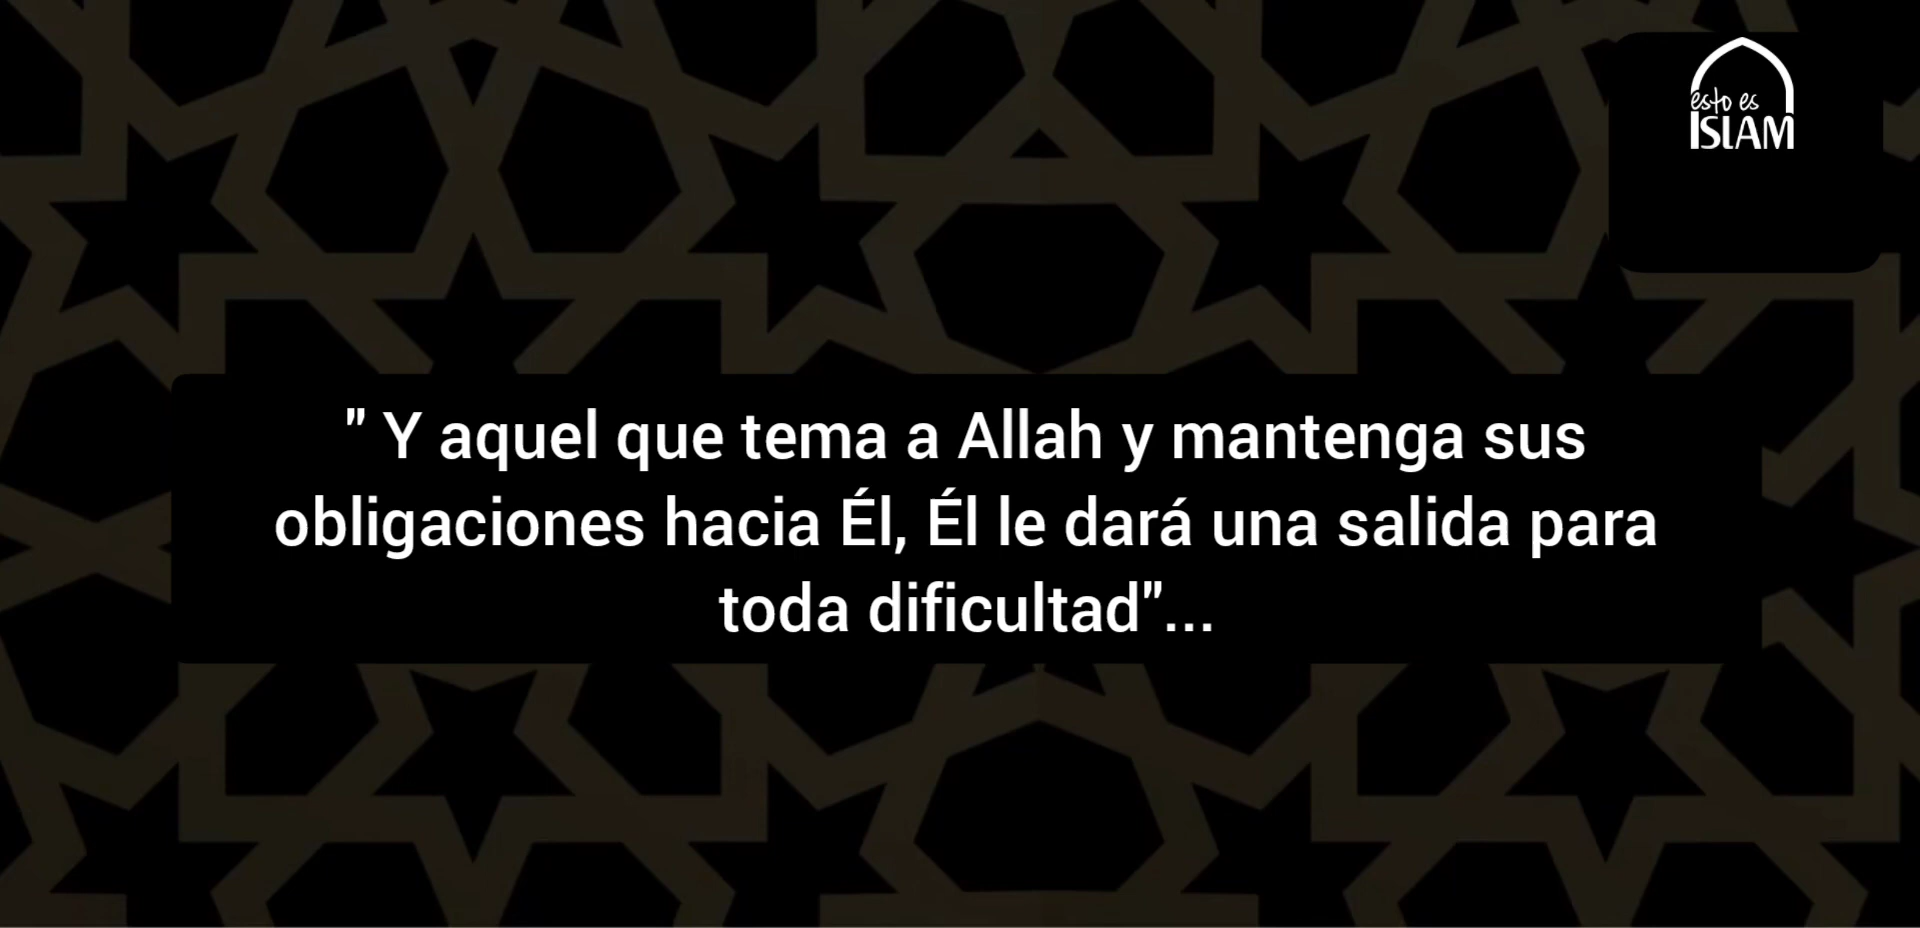 esto es
ISLAM
" Y aquel que tema a Allah y mantenga sus
obligaciones hacia Él, Él le dará una salida para
toda dificultad"...